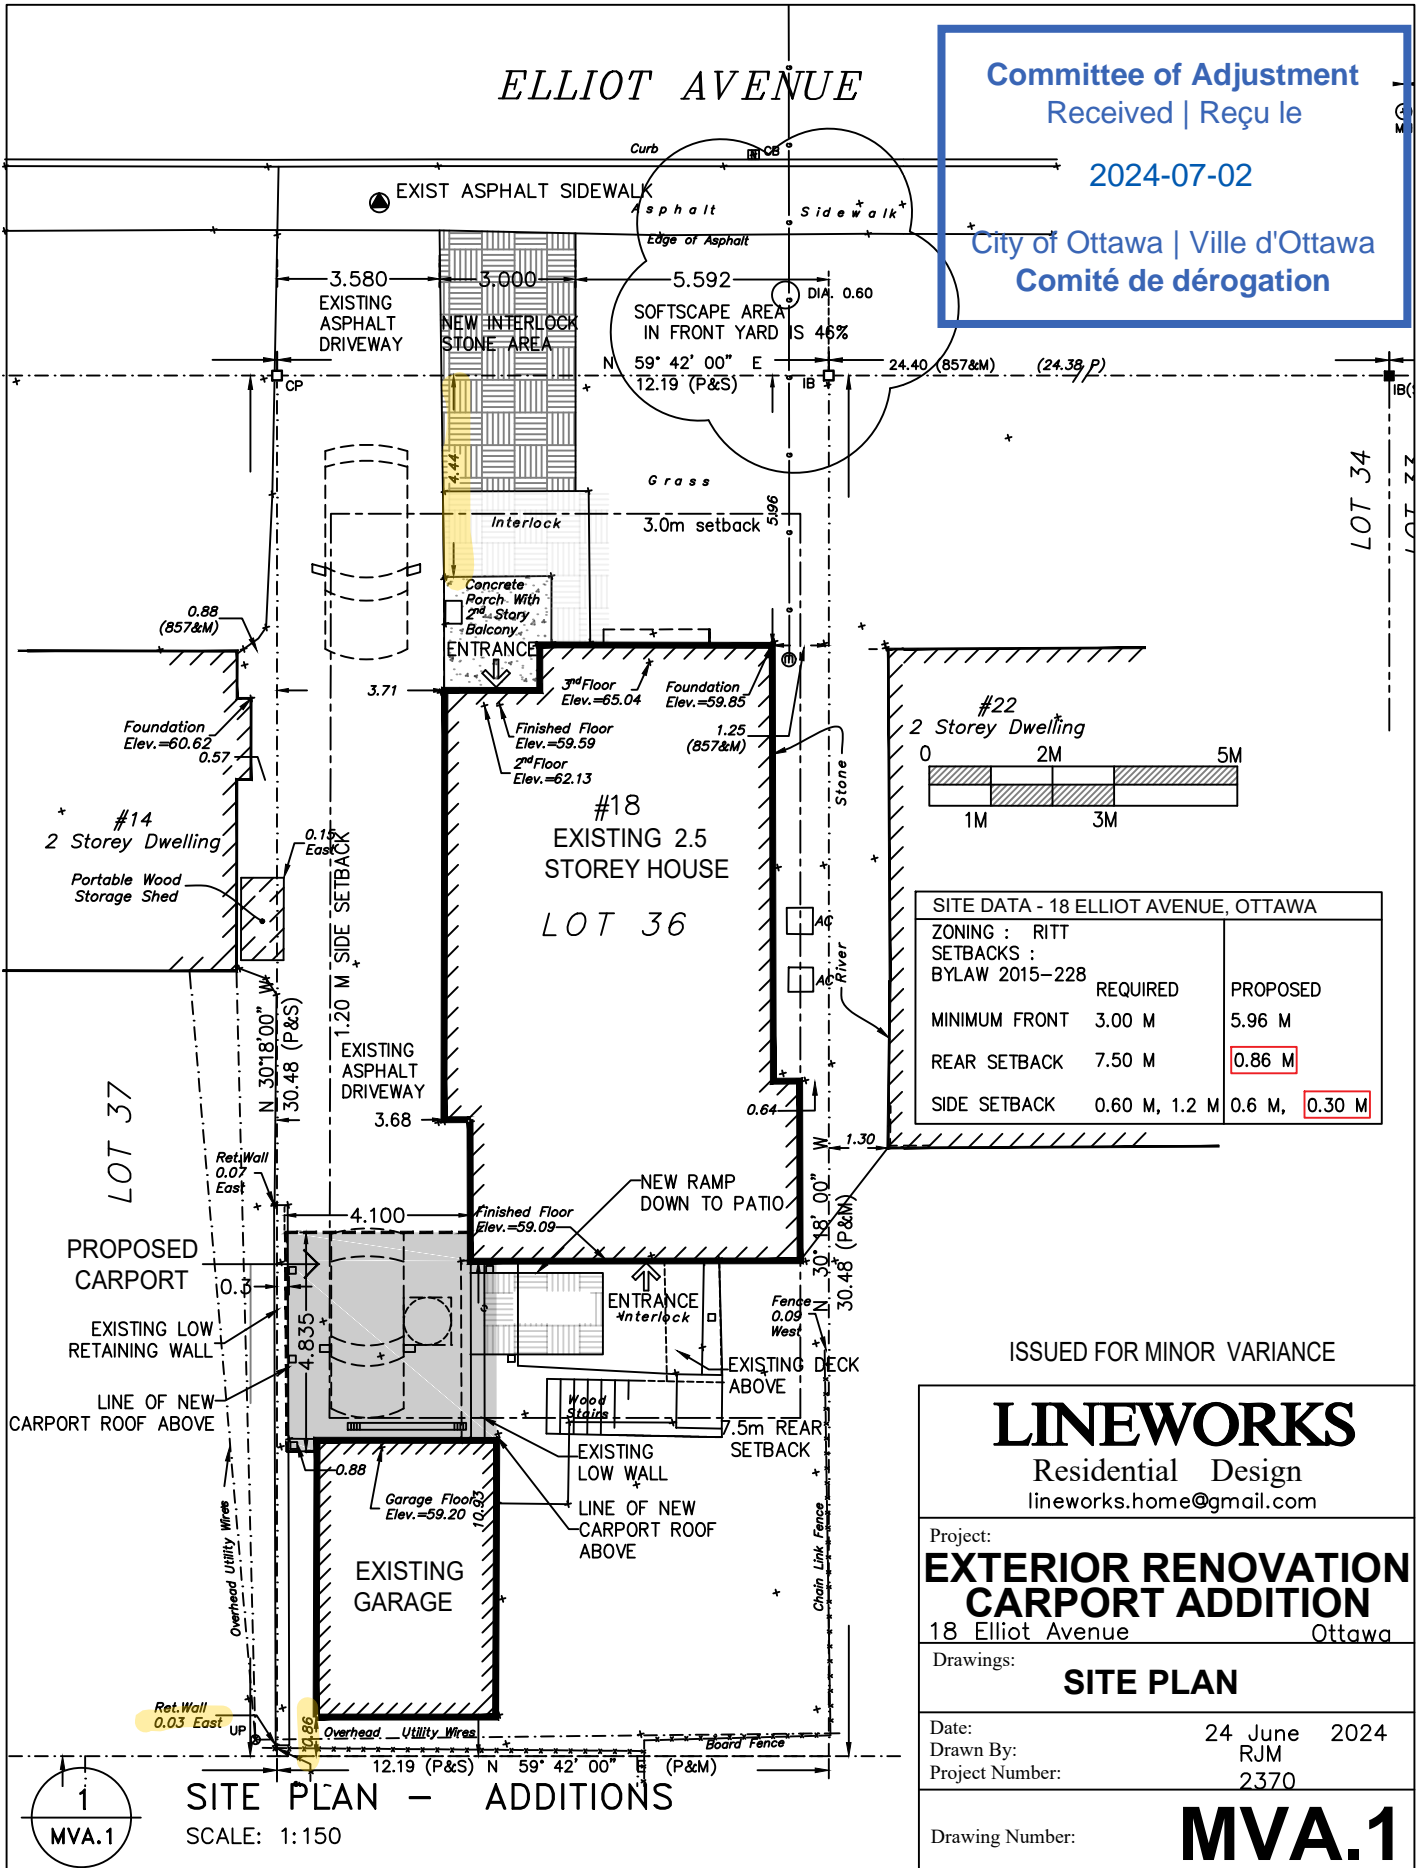 ELLIOT AVENUE
Committee of Adjustment
Received | Reçu le
2024-07-02
City of Ottawa | Ville d'Ottawa
Comité de dérogation
Curb
CB
EXIST ASPHALT SIDEWALK
Asphalt Sidewalk
Edge of Asphalt
3.580
3.000
5.592
DIA. 0.60
EXISTING
ASPHALT
DRIVEWAY
NEW INTERLOCK
STONE AREA
SOFTSCAPE AREA
IN FRONT YARD IS 46%
N 59° 42' 00" E
12.19 (P&S)
CP
IB
24.40 (857&M)
(24.38 P)
4.44
Grass
Interlock
3.0m setback
5.96
LOT 34
Concrete
Porch With
2nd Story
Balcony
ENTRANCE
0.88
(857&M)
3.71
3ndFloor
Elev.=65.04
Foundation
Elev.=59.85
Finished Floor
Elev.=59.59
2ndFloor
Elev.=62.13
1.25
(857&M)
Foundation
Elev.=60.62
0.57
#14
2 Storey Dwelling
#22
2 Storey Dwelling
0 2M 5M
1M 3M
Stone
River
#18
EXISTING 2.5
STOREY HOUSE
LOT 36
0.15
East
Portable Wood
Storage Shed
1.20 M SIDE SETBACK
AC
AC
SITE DATA - 18 ELLIOT AVENUE, OTTAWA
ZONING : RITT
SETBACKS :
BYLAW 2015-228
REQUIRED PROPOSED
MINIMUM FRONT 3.00 M 5.96 M
REAR SETBACK 7.50 M 0.86 M
SIDE SETBACK 0.60 M, 1.2 M 0.6 M, 0.30 M
N 30°18'00" W
30.48 (P&S)
EXISTING
ASPHALT
DRIVEWAY
3.68
0.64
1.30
LOT 37
Ret.Wall
0.07
East
4.100
Finished Floor
Elev.=59.09
NEW RAMP
DOWN TO PATIO
N 30° 18' 00" W
30.48 (P&M)
PROPOSED
CARPORT
0.3
4.835
ENTRANCE
Interlock
Fence
0.09
West
EXISTING LOW
RETAINING WALL
EXISTING DECK
ABOVE
ISSUED FOR MINOR VARIANCE
LINE OF NEW
CARPORT ROOF ABOVE
Wood
Stairs
7.5m REAR
SETBACK
EXISTING
LOW WALL
0.88
Garage Floor
Elev.=59.20
10.93
LINE OF NEW
CARPORT ROOF
ABOVE
Overhead Utility Wires
Chain Link Fence
EXISTING
GARAGE
Ret.Wall
0.03 East
UP
0.86
Overhead Utility Wires
Board Fence
12.19 (P&S) N 59° 42' 00" E (P&M)
1
MVA.1
SITE PLAN - ADDITIONS
SCALE: 1:150
LINEWORKS
Residential Design
lineworks.home@gmail.com
Project:
EXTERIOR RENOVATION
CARPORT ADDITION
18 Elliot Avenue Ottawa
Drawings:
SITE PLAN
Date: 24 June 2024
Drawn By: RJM
Project Number: 2370
Drawing Number: MVA.1